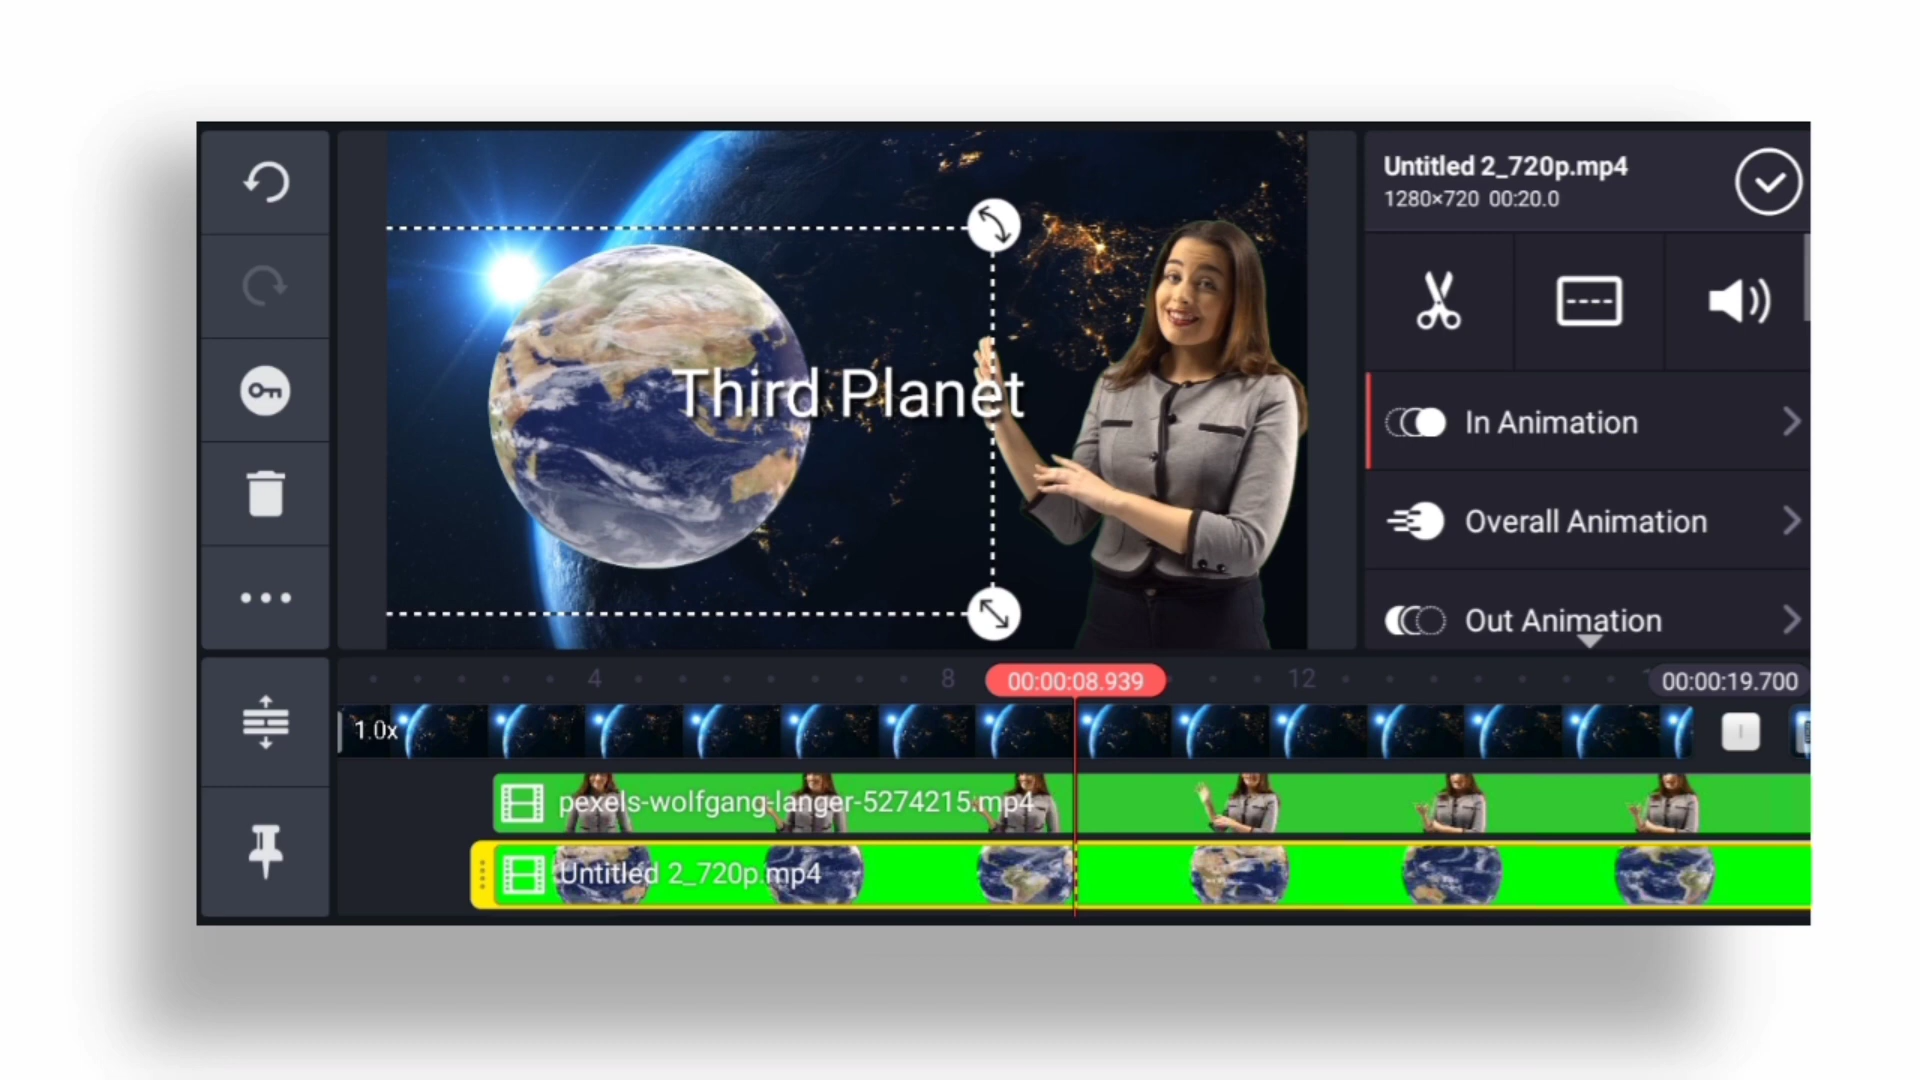 Untitled 2_720p.mp4
1280×720 00:20.0
Third Planet
In Animation
Overall Animation
Out Animation
4
8
00:00:08.939
12
00:00:19.700
1.0x
pexels-wolfgang-langer-5274215.mp4
Untitled 2_720p.mp4